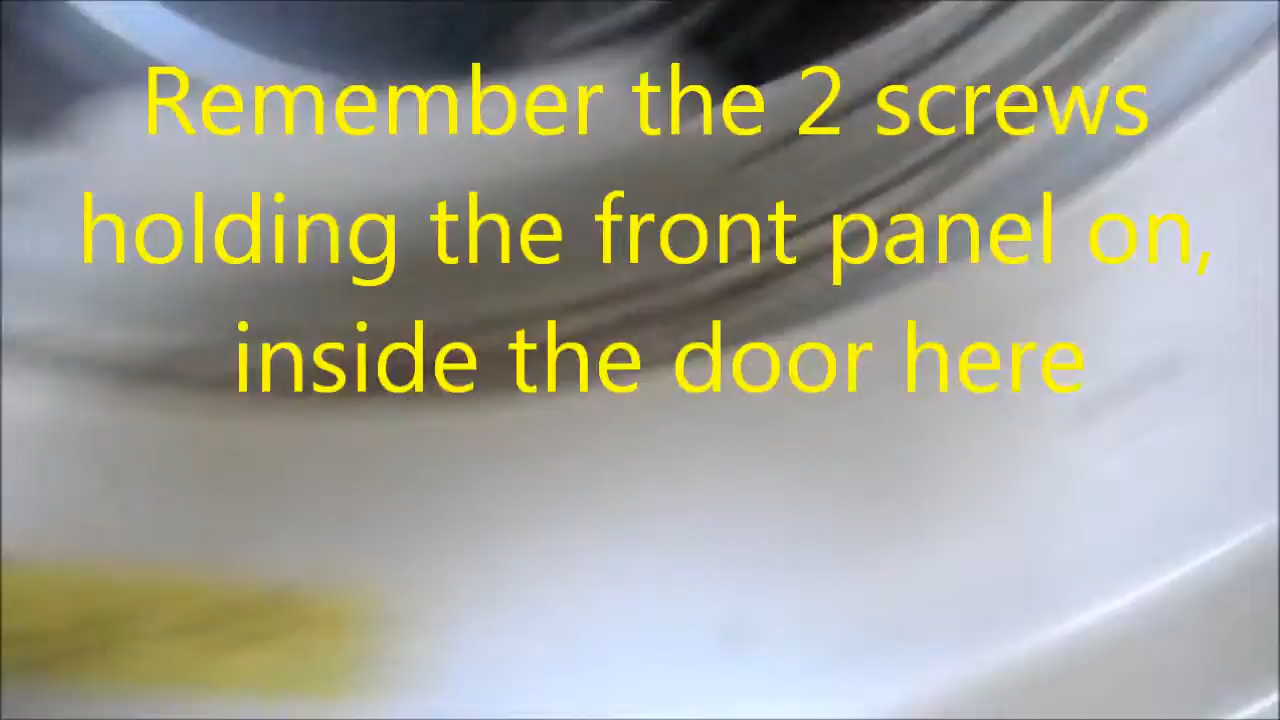 Remember the 2 screws
holding the front panel on,
inside the door here